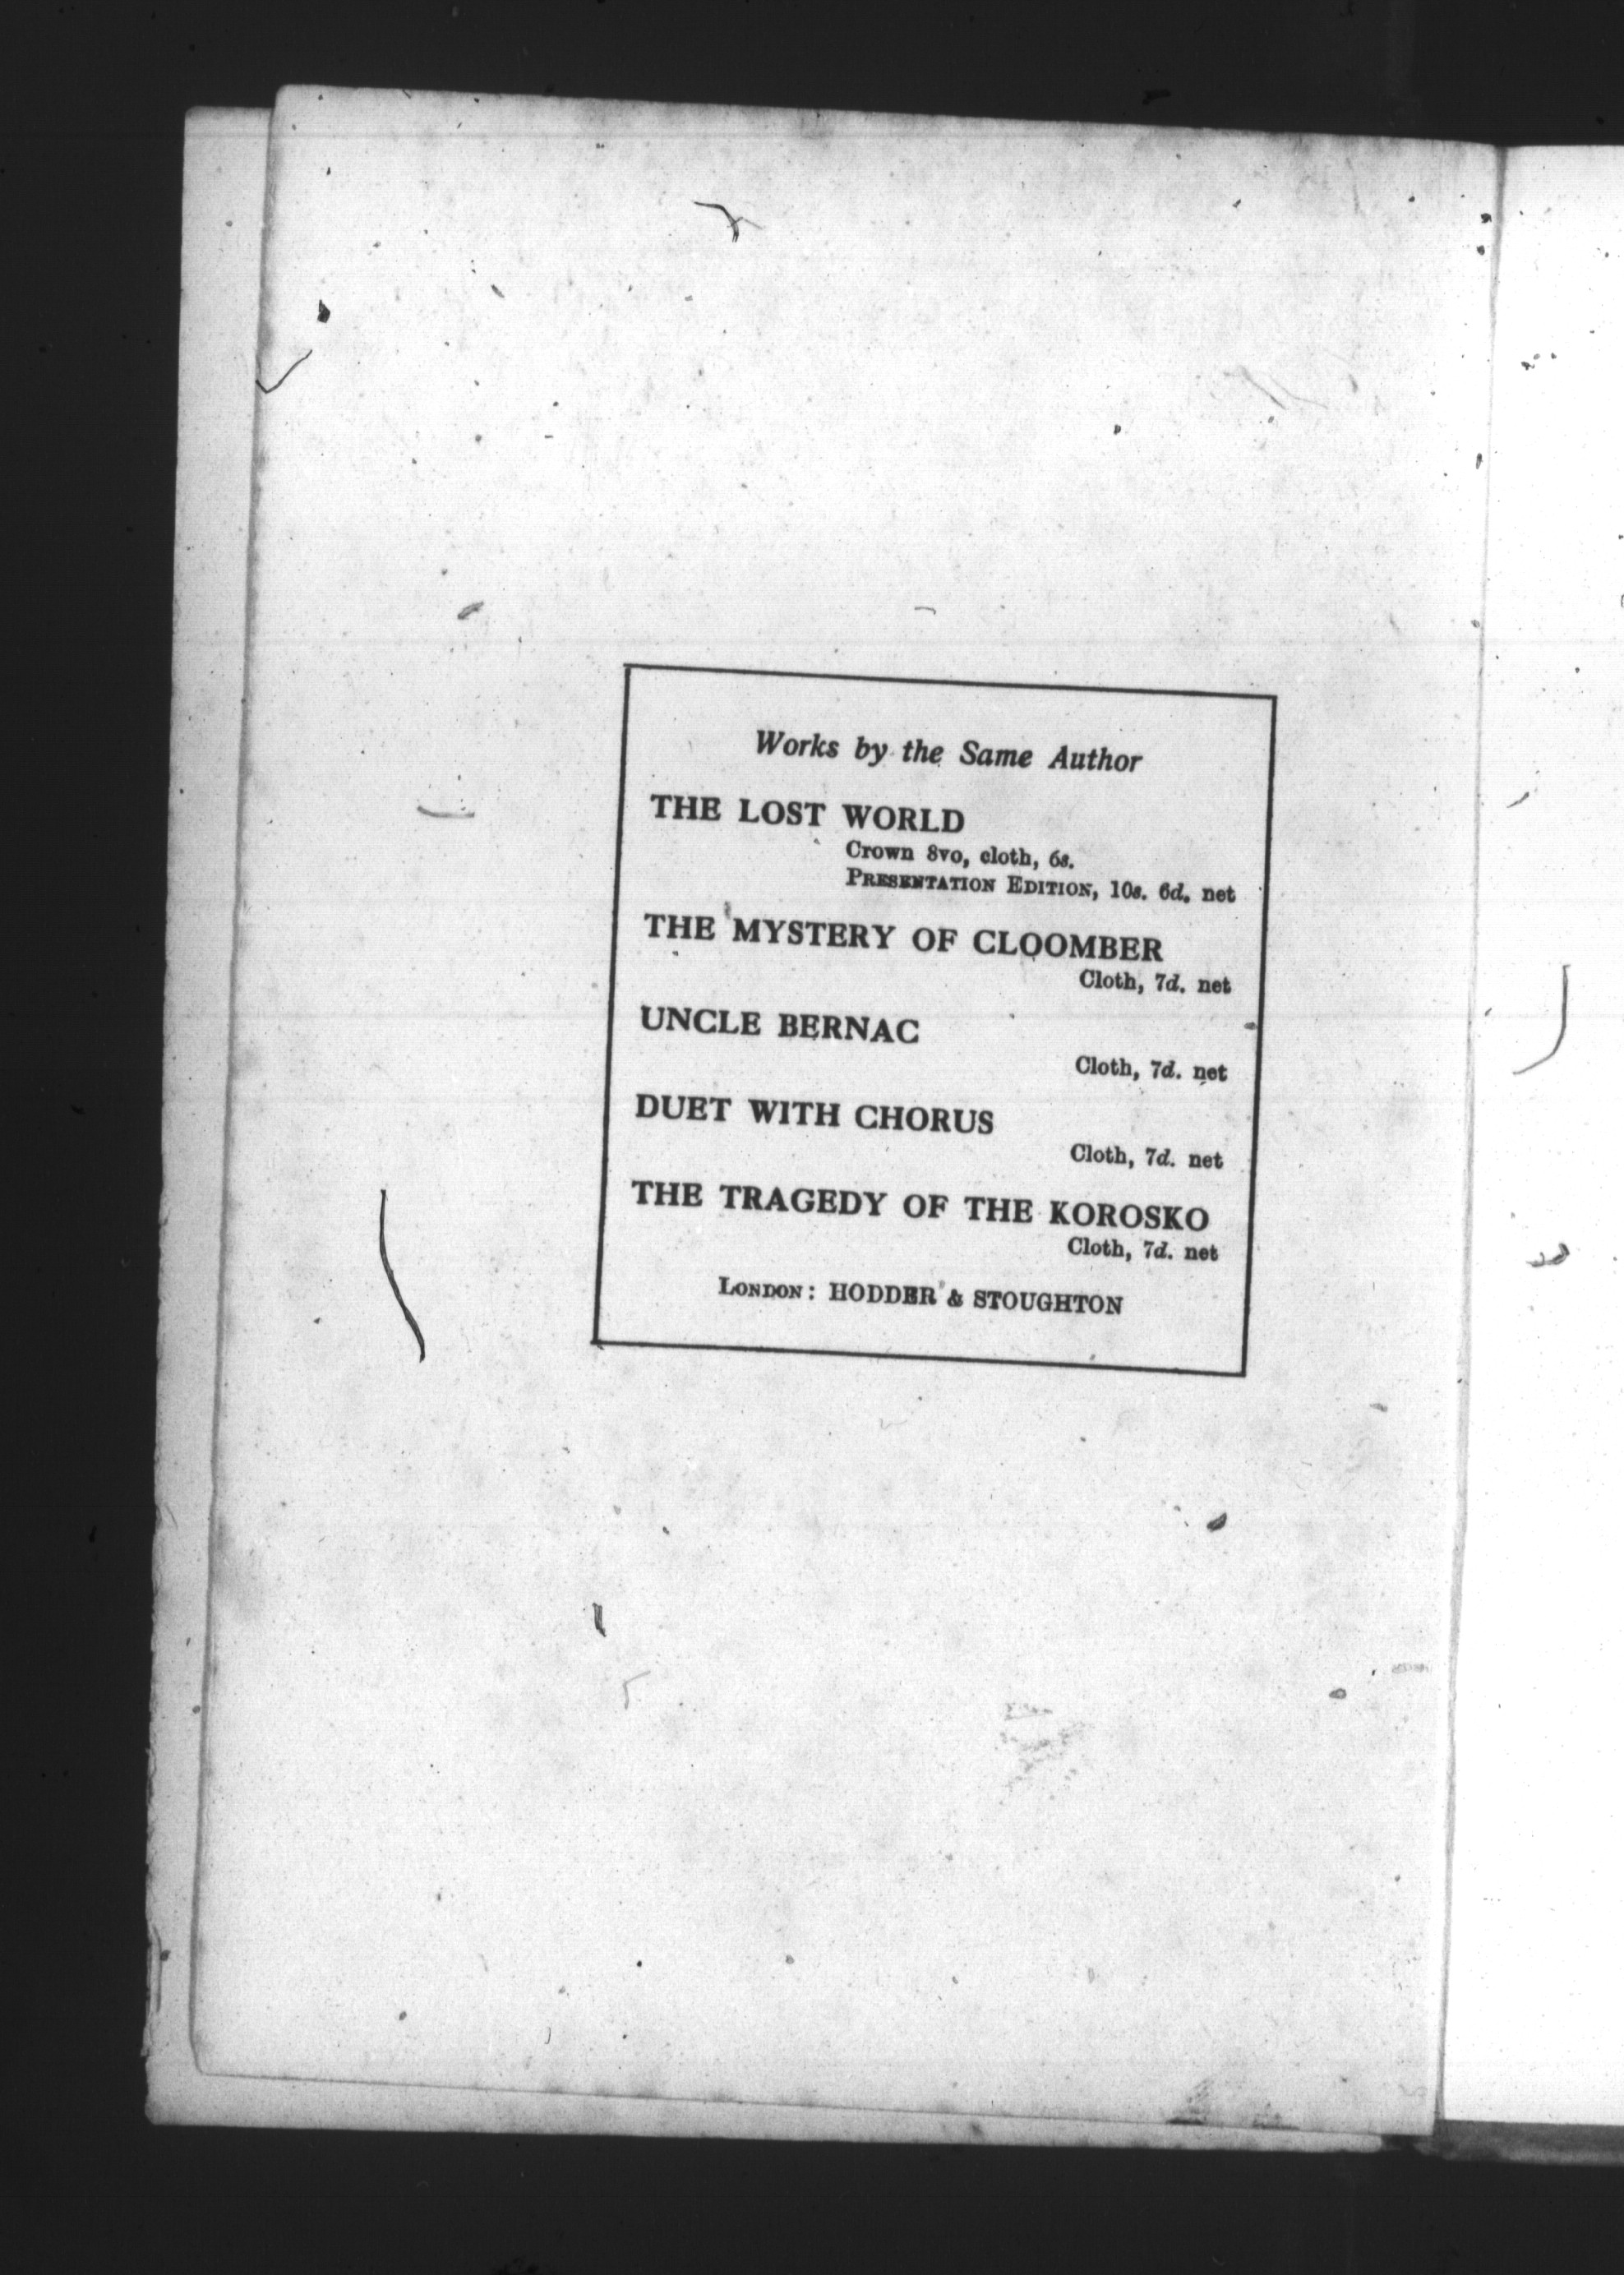 Works by the Same Author
THE LOST WORLD
Crown 8vo, cloth, 6s.
PRESENTATION EDITION, 10s. 6d. net
THE MYSTERY OF CLOOMBER
Cloth, 7d. net
UNCLE BERNAC
Cloth, 7d. net
DUET WITH CHORUS
Cloth, 7d. net
THE TRAGEDY OF THE KOROSKO
Cloth, 7d. net
LONDON: HODDER & STOUGHTON